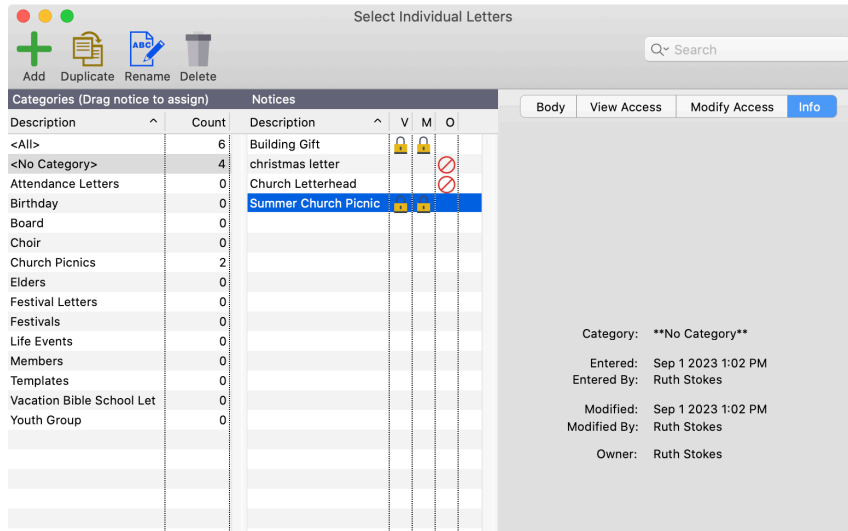 Select Individual Letters
ABC
Add Duplicate Rename Delete
Search
Categories (Drag notice to assign) Notices
Body View Access Modify Access Info
Description Count Description V M O
<All> 6 Building Gift
<No Category> 4 christmas letter
Attendance Letters 0 Church Letterhead
Birthday 0 Summer Church Picnic
Board 0
Choir 0
Church Picnics 2
Elders 0
Festival Letters 0
Festivals 0
Life Events 0
Members 0
Templates 0
Vacation Bible School Let 0
Youth Group 0
Category: **No Category**
Entered: Sep 1 2023 1:02 PM
Entered By: Ruth Stokes
Modified: Sep 1 2023 1:02 PM
Modified By: Ruth Stokes
Owner: Ruth Stokes